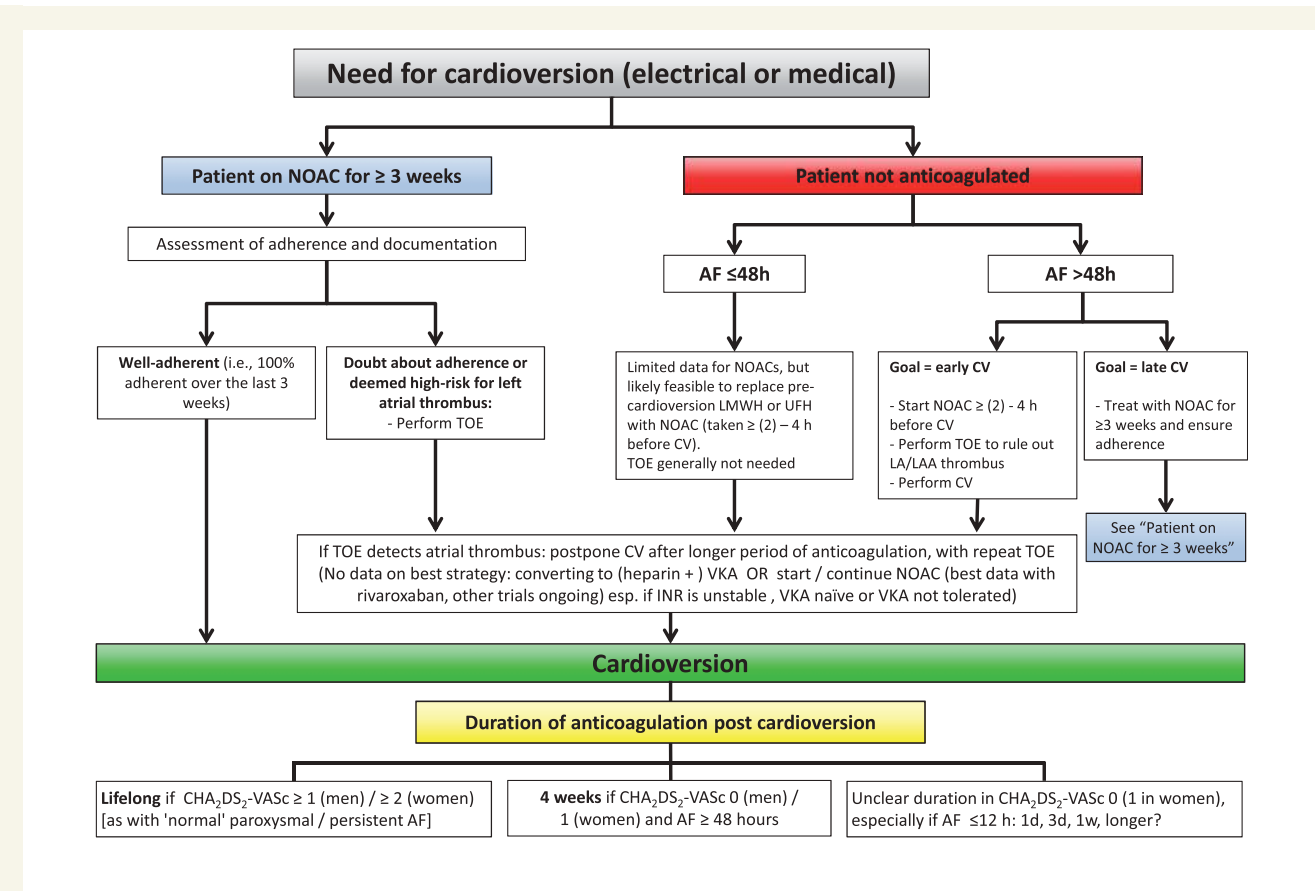 Need for cardioversion (electrical or medical)
Patient on NOAC for ≥ 3 weeks
Patient not anticoagulated
Assessment of adherence and documentation
AF ≤48h
AF >48h
Well-adherent (i.e., 100%
adherent over the last 3
weeks)
Doubt about adherence or
deemed high-risk for left
atrial thrombus:
- Perform TOE
Limited data for NOACs, but
likely feasible to replace pre-
cardioversion LMWH or UFH
with NOAC (taken ≥ (2) – 4 h
before CV).
TOE generally not needed
Goal = early CV
- Start NOAC ≥ (2) - 4 h
before CV
- Perform TOE to rule out
LA/LAA thrombus
- Perform CV
Goal = late CV
- Treat with NOAC for
≥3 weeks and ensure
adherence
See “Patient on
NOAC for ≥ 3 weeks”
If TOE detects atrial thrombus: postpone CV after longer period of anticoagulation, with repeat TOE
(No data on best strategy: converting to (heparin + ) VKA OR start / continue NOAC (best data with
rivaroxaban, other trials ongoing) esp. if INR is unstable , VKA naïve or VKA not tolerated)
Cardioversion
Duration of anticoagulation post cardioversion
Lifelong if CHA₂DS₂-VASc ≥ 1 (men) / ≥ 2 (women)
[as with 'normal' paroxysmal / persistent AF]
4 weeks if CHA₂DS₂-VASc 0 (men) /
1 (women) and AF ≥ 48 hours
Unclear duration in CHA₂DS₂-VASc 0 (1 in women),
especially if AF ≤12 h: 1d, 3d, 1w, longer?